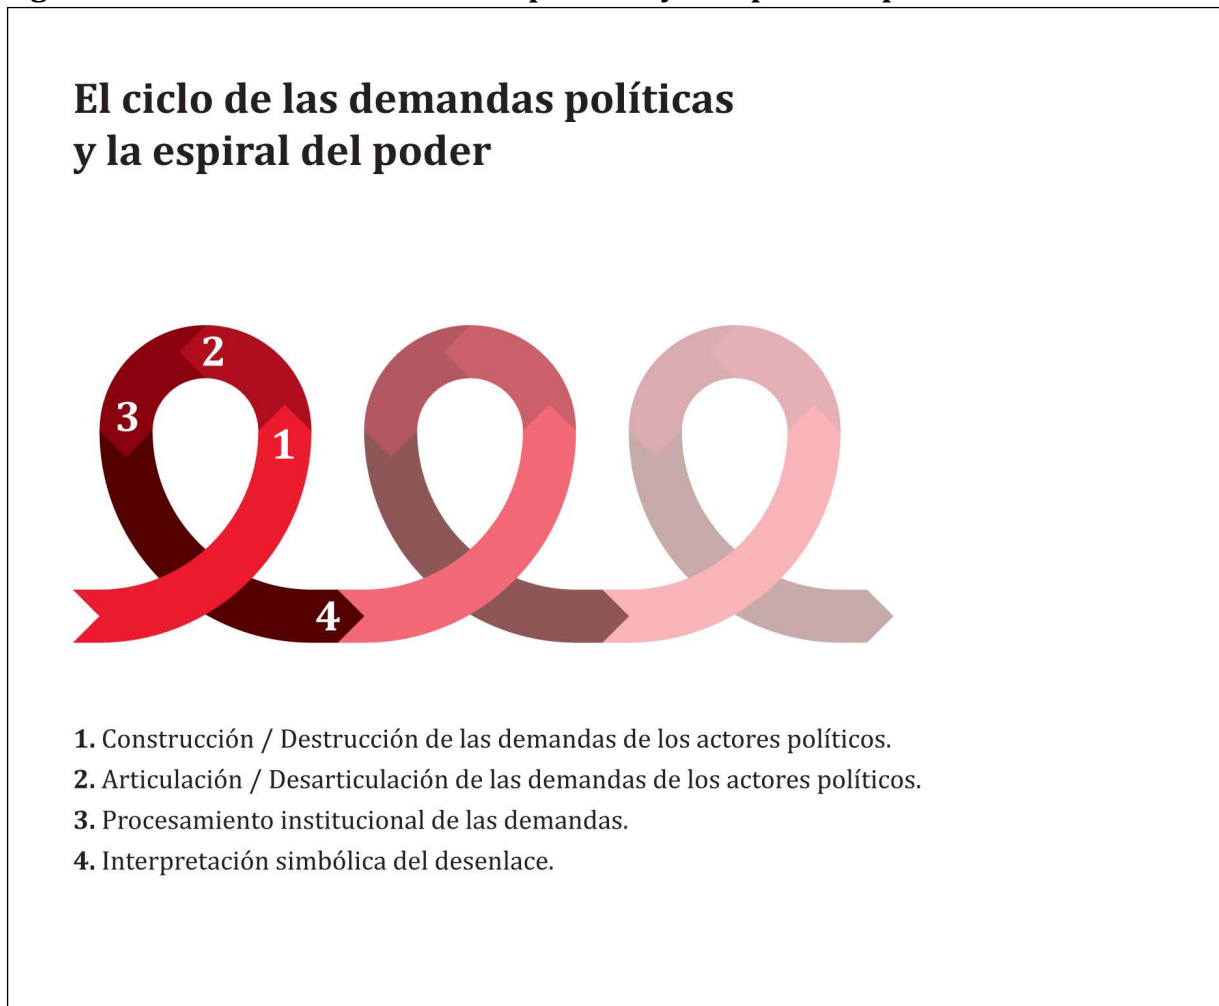 El ciclo de las demandas políticas
y la espiral del poder
2
3
1
4
1. Construcción / Destrucción de las demandas de los actores políticos.
2. Articulación / Desarticulación de las demandas de los actores políticos.
3. Procesamiento institucional de las demandas.
4. Interpretación simbólica del desenlace.